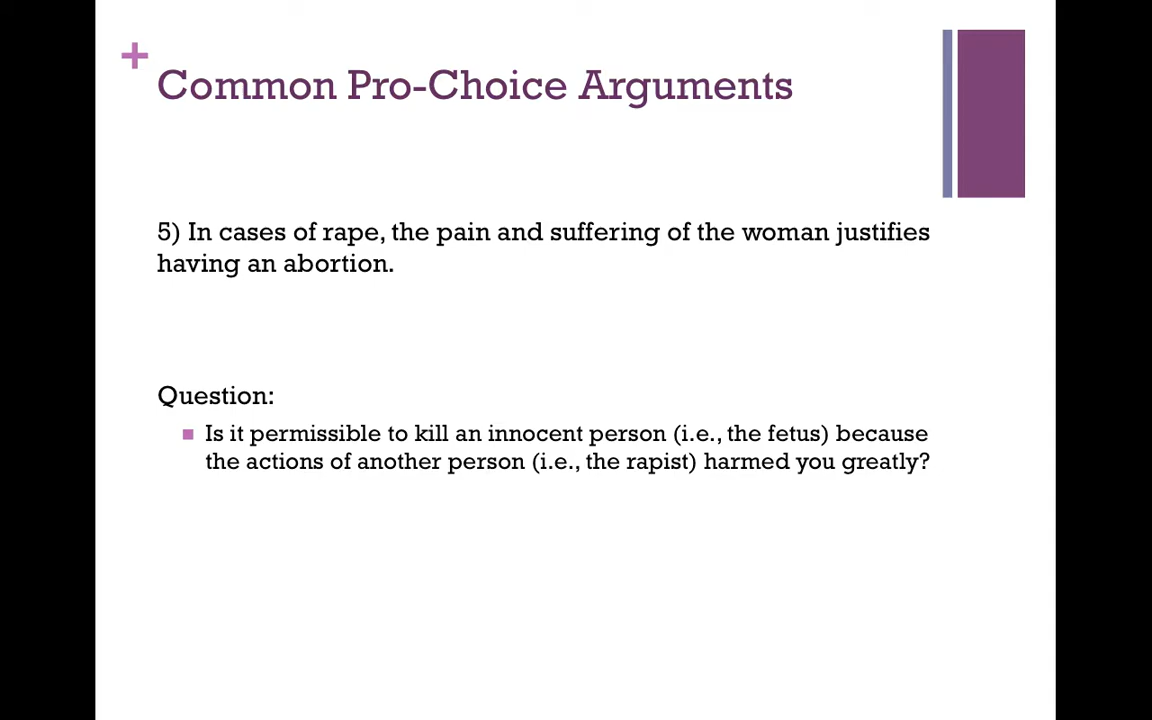 +
Common Pro-Choice Arguments
5) In cases of rape, the pain and suffering of the woman justifies
having an abortion.
Question:
Is it permissible to kill an innocent person (i.e., the fetus) because
the actions of another person (i.e., the rapist) harmed you greatly?